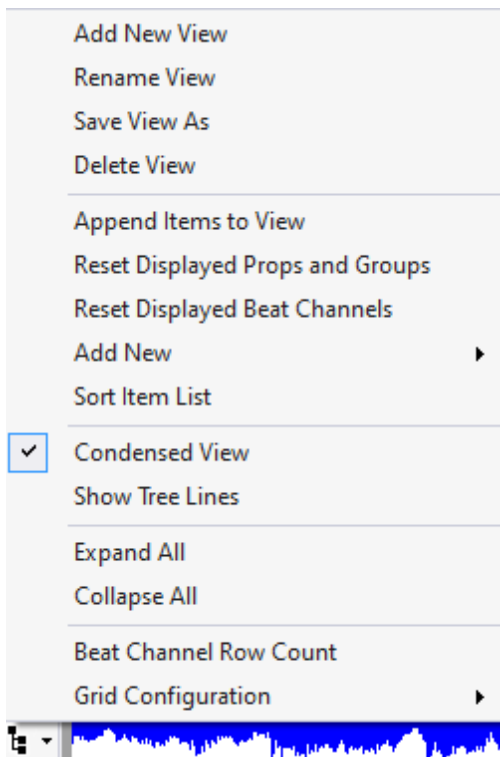 Add New View
Rename View
Save View As
Delete View
Append Items to View
Reset Displayed Props and Groups
Reset Displayed Beat Channels
Add New
Sort Item List
Condensed View
Show Tree Lines
Expand All
Collapse All
Beat Channel Row Count
Grid Configuration